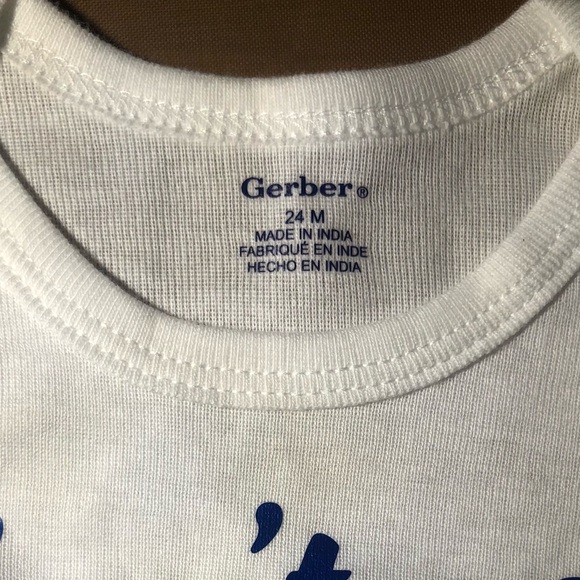 Gerber®
24 M
MADE IN INDIA
FABRIQUÉ EN INDE
HECHO EN INDIA
't